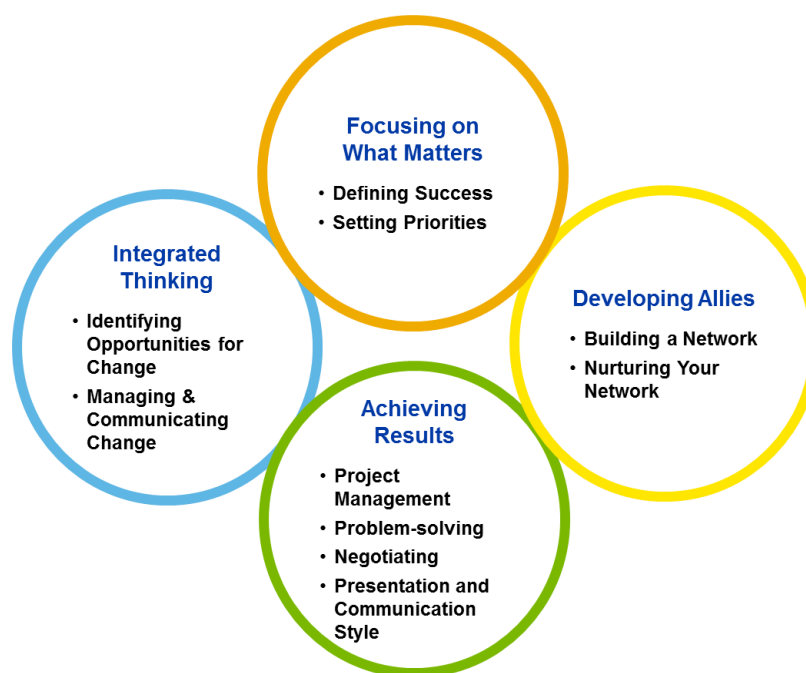 Focusing on
What Matters
• Defining Success
• Setting Priorities
Integrated
Thinking
• Identifying
Opportunities for
Change
• Managing &
Communicating
Change
Developing Allies
• Building a Network
• Nurturing Your
Network
Achieving
Results
• Project
Management
• Problem-solving
• Negotiating
• Presentation and
Communication
Style